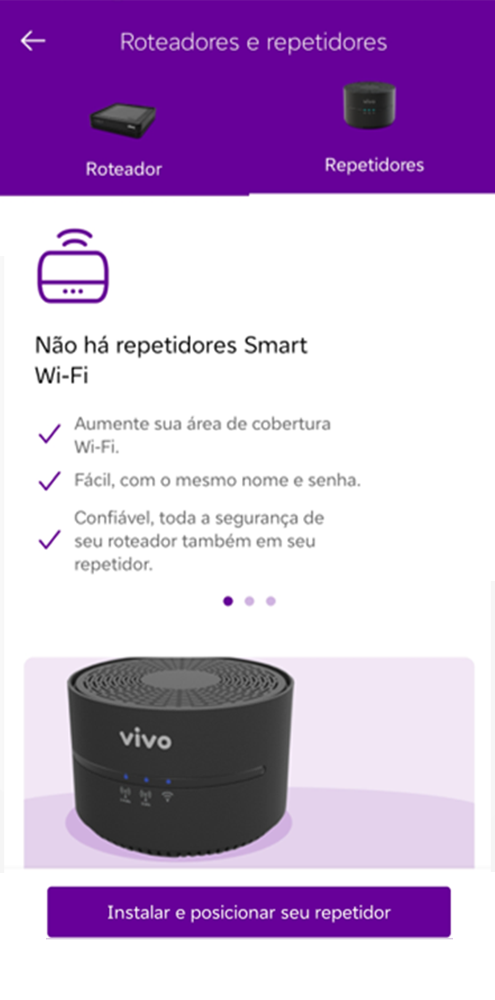 Roteadores e repetidores
vivo
Roteador
Repetidores
Não há repetidores Smart
Wi-Fi
Aumente sua área de cobertura
Wi-Fi.
Fácil, com o mesmo nome e senha.
Confiável, toda a segurança de
seu roteador também em seu
repetidor.
vivo
Instalar e posicionar seu repetidor